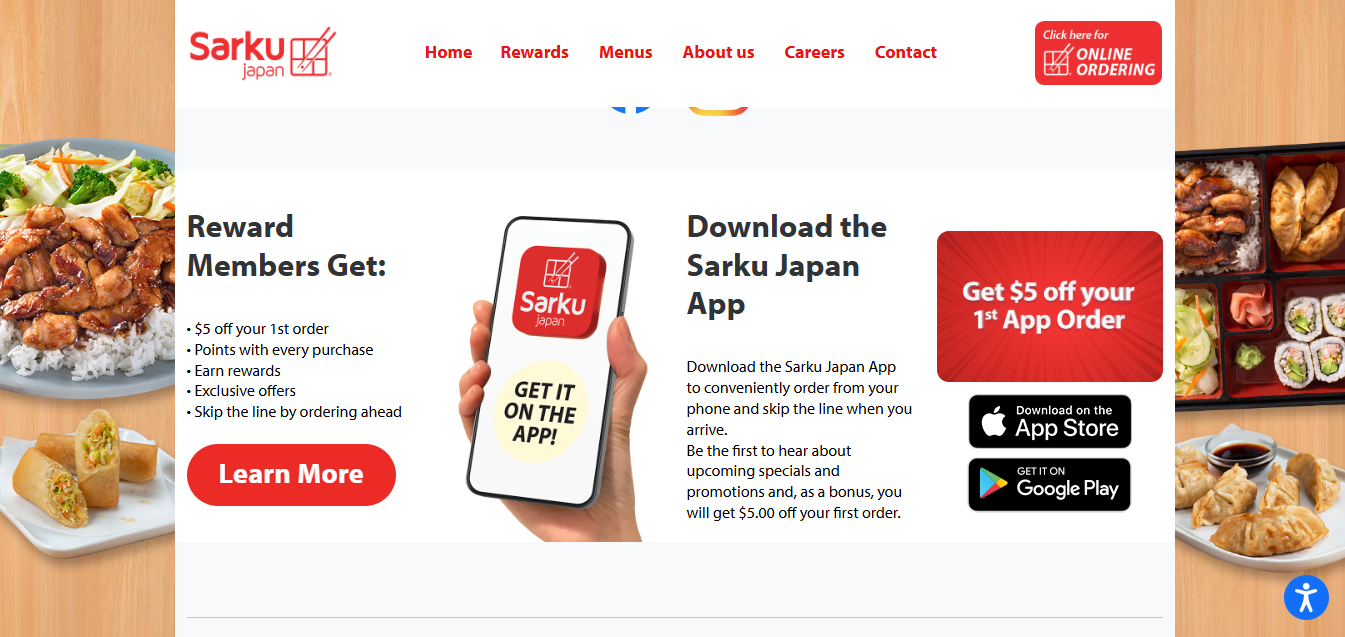 Sarku
japan
Home
Rewards
Menus
About us
Careers
Contact
Click here for
ONLINE
ORDERING
Reward
Members Get:
• $5 off your 1st order
• Points with every purchase
• Earn rewards
• Exclusive offers
• Skip the line by ordering ahead
Learn More
Sarku
japan
GET IT
ON THE
APP!
Download the
Sarku Japan
App
Download the Sarku Japan App
to conveniently order from your
phone and skip the line when you
arrive.
Be the first to hear about
upcoming specials and
promotions and, as a bonus, you
will get $5.00 off your first order.
Get $5 off your
1st App Order
Download on the
App Store
GET IT ON
Google Play